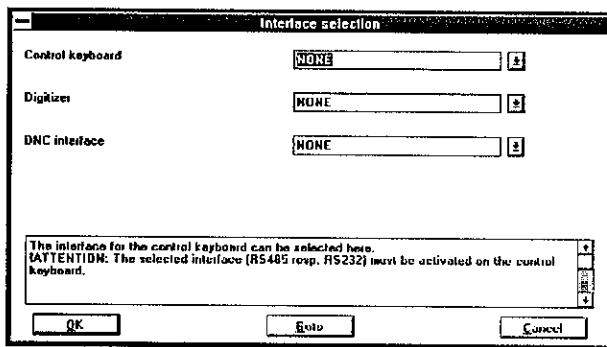 Interface selection
Control keyboard NONE
Digitizer NONE
DNC interface NONE
The interface for the control keyboard can be selected here.
!ATTENTION: The selected interface (RS485 resp. RS232) must be activated on the control
keyboard.
OK Goto Cancel